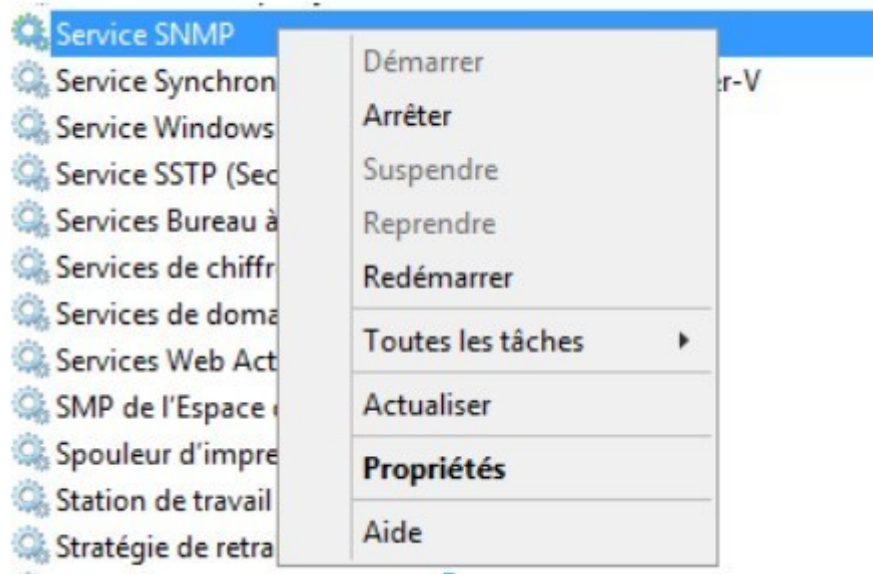 Service SNMP
Service Synchron
r-V
Service Windows
Service SSTP (Sec
Services Bureau à
Services de chiffr
Services de doma
Services Web Act
SMP de l'Espace
Spouleur d'impre
Station de travail
Stratégie de retra
Démarrer
Arrêter
Suspendre
Reprendre
Redémarrer
Toutes les tâches
Actualiser
Propriétés
Aide